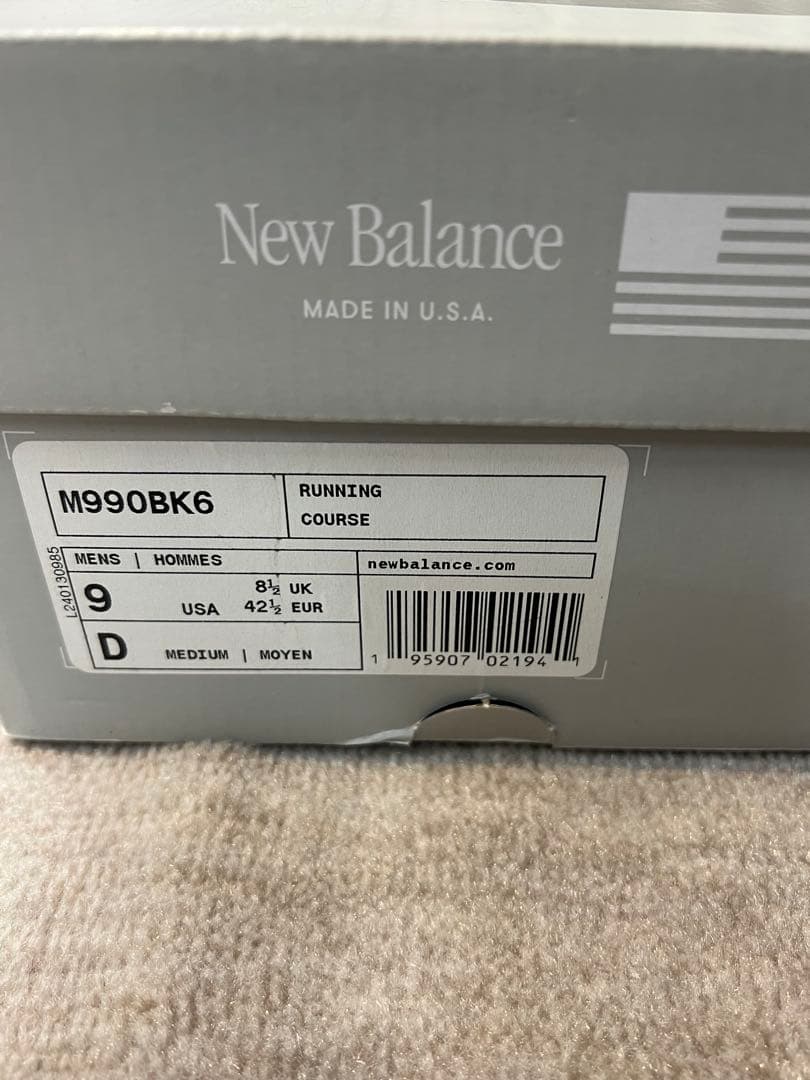 New Balance
MADE IN U.S.A.
M990BK6
RUNNING
COURSE
MENS | HOMMES
newbalance.com
L240130985
9
USA
8½ UK
42½ EUR
D
MEDIUM | MOYEN
1 95907 02194 1